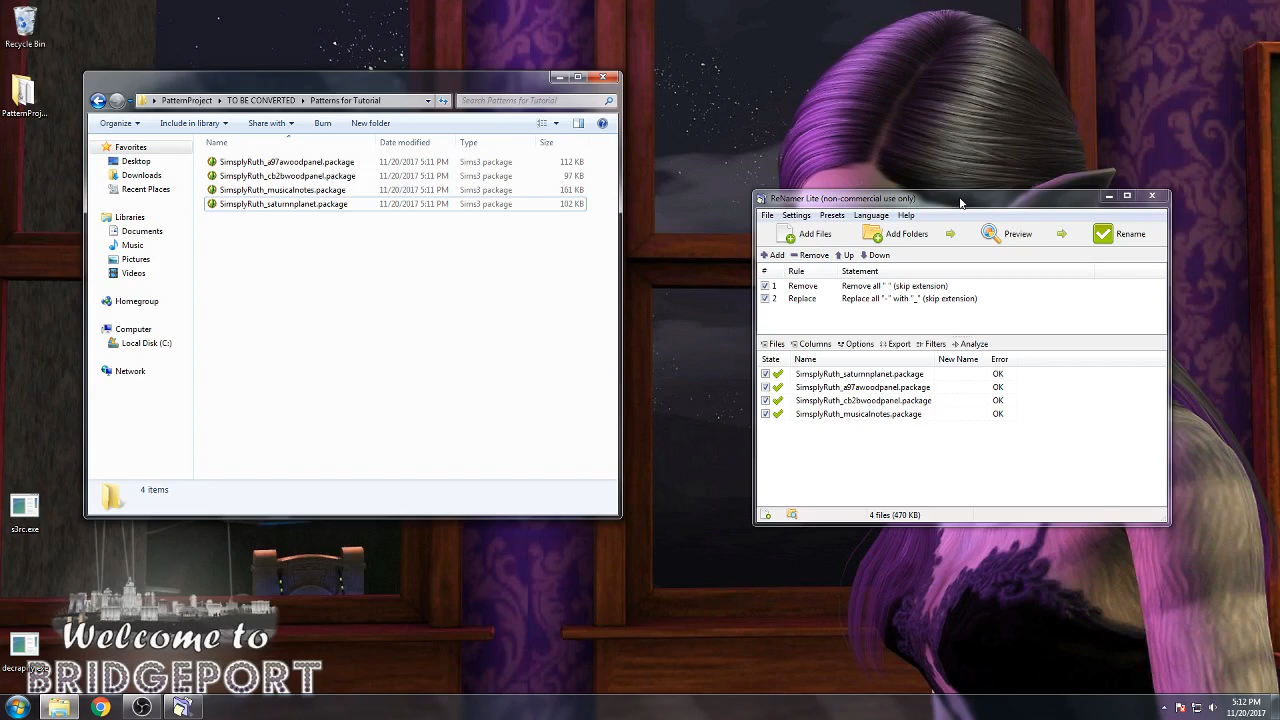 Recycle Bin
PatternProj...
s3rc.exe
Welcome to
BRIDGEPORT
PatternProject
TO BE CONVERTED
Patterns for Tutorial
Search Patterns for Tutorial
Organize
Include in library
Share with
Burn
New folder
Name
Date modified
Type
Size
Favorites
Desktop
Downloads
Recent Places
Libraries
Documents
Music
Pictures
Videos
Homegroup
Computer
Local Disk (C:)
Network
SimsplyRuth_a97awoodpanel.package 11/20/2017 5:11 PM Sims3 package 112 KB
SimsplyRuth_cb2bwoodpanel.package 11/20/2017 5:11 PM Sims3 package 97 KB
SimsplyRuth_musicalnotes.package 11/20/2017 5:11 PM Sims3 package 161 KB
SimsplyRuth_saturnnplanet.package 11/20/2017 5:11 PM Sims3 package 102 KB
4 items
ReNamer Lite (non-commercial use only)
File Settings Presets Language Help
Add Files Add Folders Preview Rename
Add Remove Up Down
# Rule Statement
1 Remove Remove all " " (skip extension)
2 Replace Replace all "-" with "_" (skip extension)
Files Columns Options Export Filters Analyze
State Name New Name Error
SimsplyRuth_saturnnplanet.package OK
SimsplyRuth_a97awoodpanel.package OK
SimsplyRuth_cb2bwoodpanel.package OK
SimsplyRuth_musicalnotes.package OK
4 files (470 KB)
5:12 PM
11/20/2017